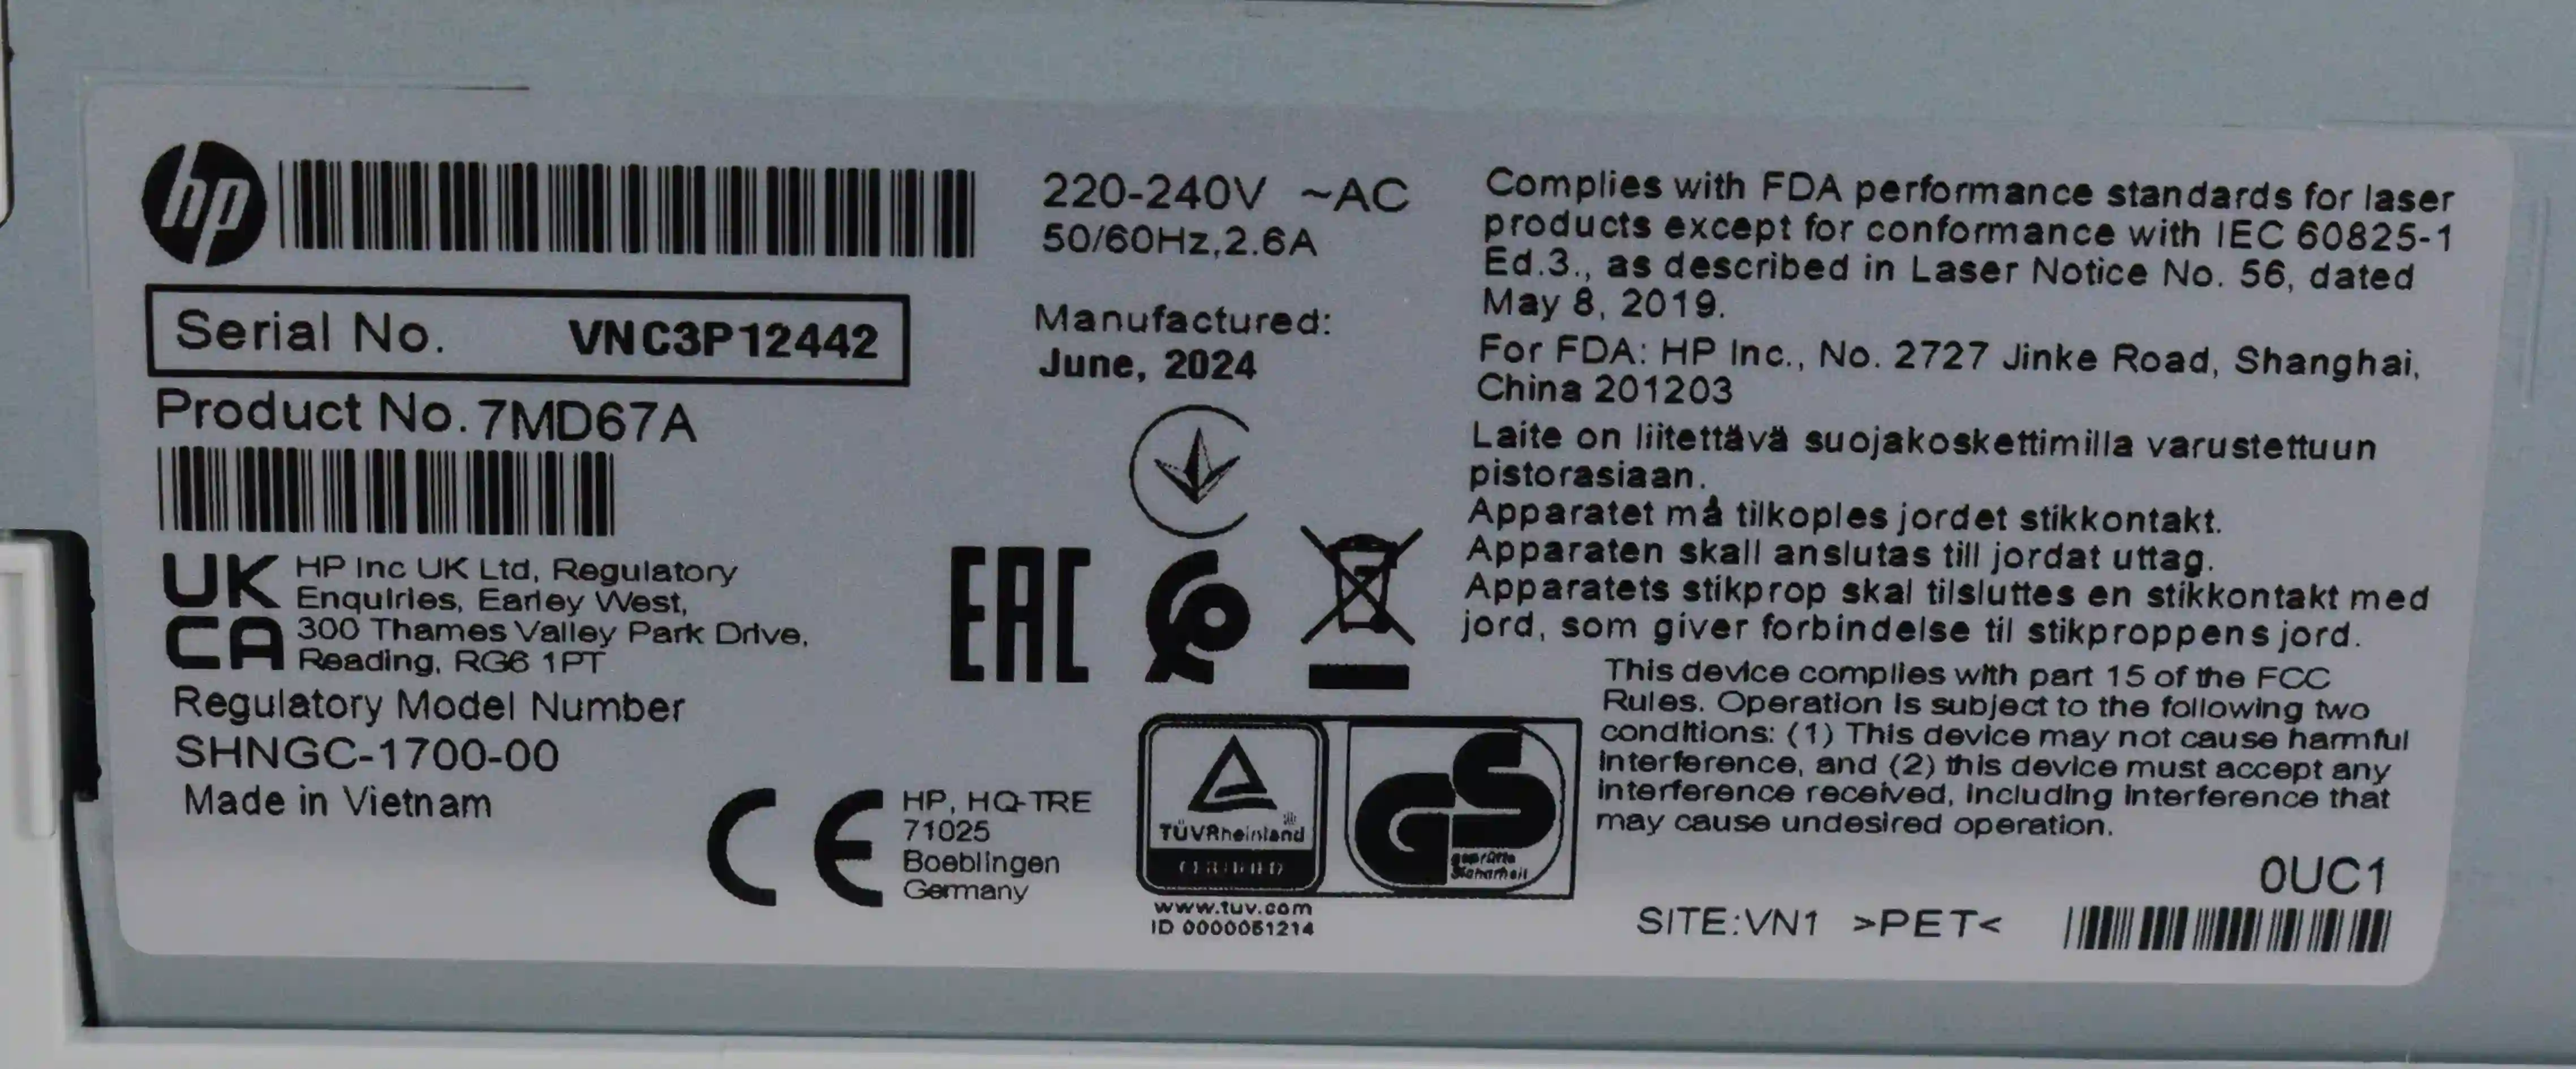 hp
Serial No. VNC3P12442
Product No. 7MD67A
UK
CA
HP Inc UK Ltd, Regulatory
Enquiries, Earley West,
300 Thames Valley Park Drive,
Reading, RG6 1PT
Regulatory Model Number
SHNGC-1700-00
Made in Vietnam
220-240V ~AC
50/60Hz,2.6A
Manufactured:
June, 2024
EAC
CE
HP, HQ-TRE
71025
Boeblingen
Germany
TÜVRheinland
CERTIFIED
www.tuv.com
ID 0000051214
GS
geprüfte
Sicherheit
Complies with FDA performance standards for laser
products except for conformance with IEC 60825-1
Ed.3., as described in Laser Notice No. 56, dated
May 8, 2019.
For FDA: HP Inc., No. 2727 Jinke Road, Shanghai,
China 201203
Laite on liitettävä suojakoskettimilla varustettuun
pistorasiaan.
Apparatet må tilkoples jordet stikkontakt.
Apparaten skall anslutas till jordat uttag.
Apparatets stikprop skal tilsluttes en stikkontakt med
jord, som giver forbindelse til stikproppens jord.
This device complies with part 15 of the FCC
Rules. Operation is subject to the following two
conditions: (1) This device may not cause harmful
interference, and (2) this device must accept any
interference received, including interference that
may cause undesired operation.
0UC1
SITE:VN1 >PET<